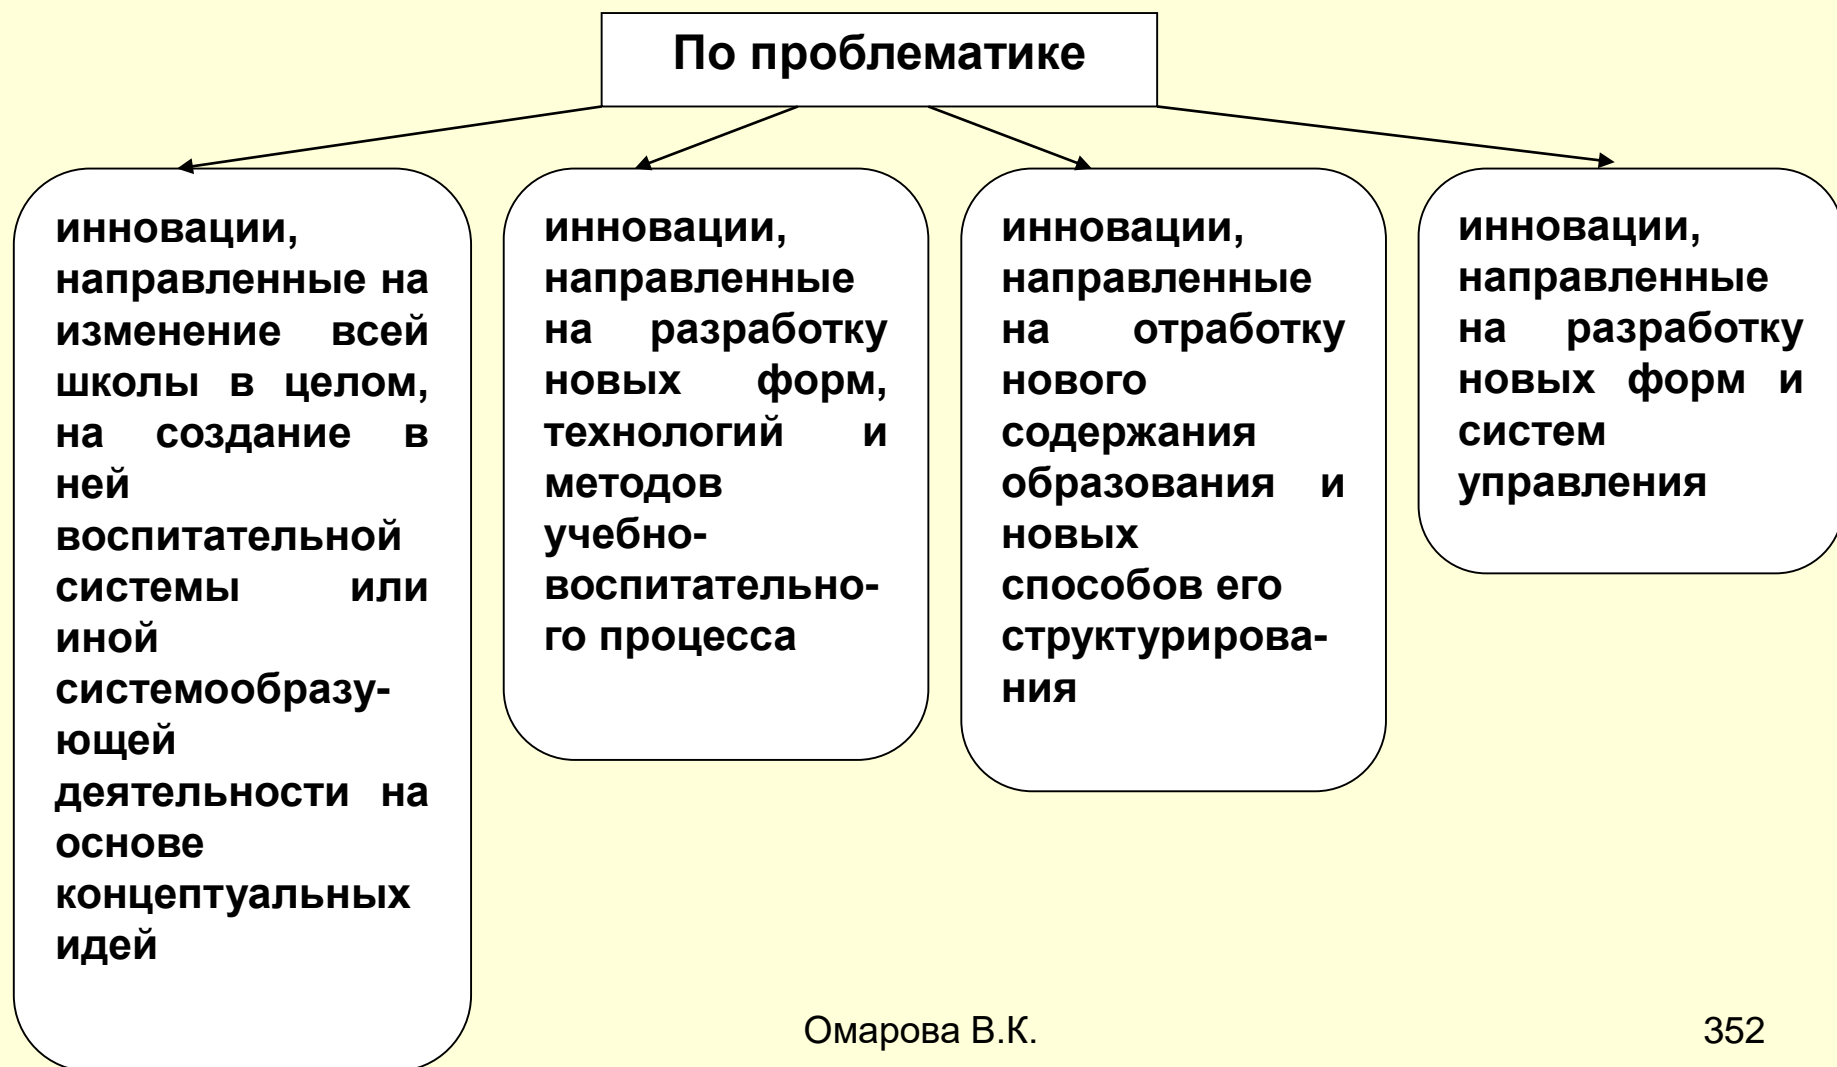 По проблематике
инновации,
направленные на
изменение всей
школы в целом,
на создание в
ней
воспитательной
системы или
иной
системообразу-
ющей
деятельности на
основе
концептуальных
идей
инновации,
направленные
на разработку
новых форм,
технологий и
методов
учебно-
воспитательно-
го процесса
инновации,
направленные
на отработку
нового
содержания
образования и
новых
способов его
структурирова-
ния
инновации,
направленные
на разработку
новых форм и
систем
управления
Омарова В.К.
352